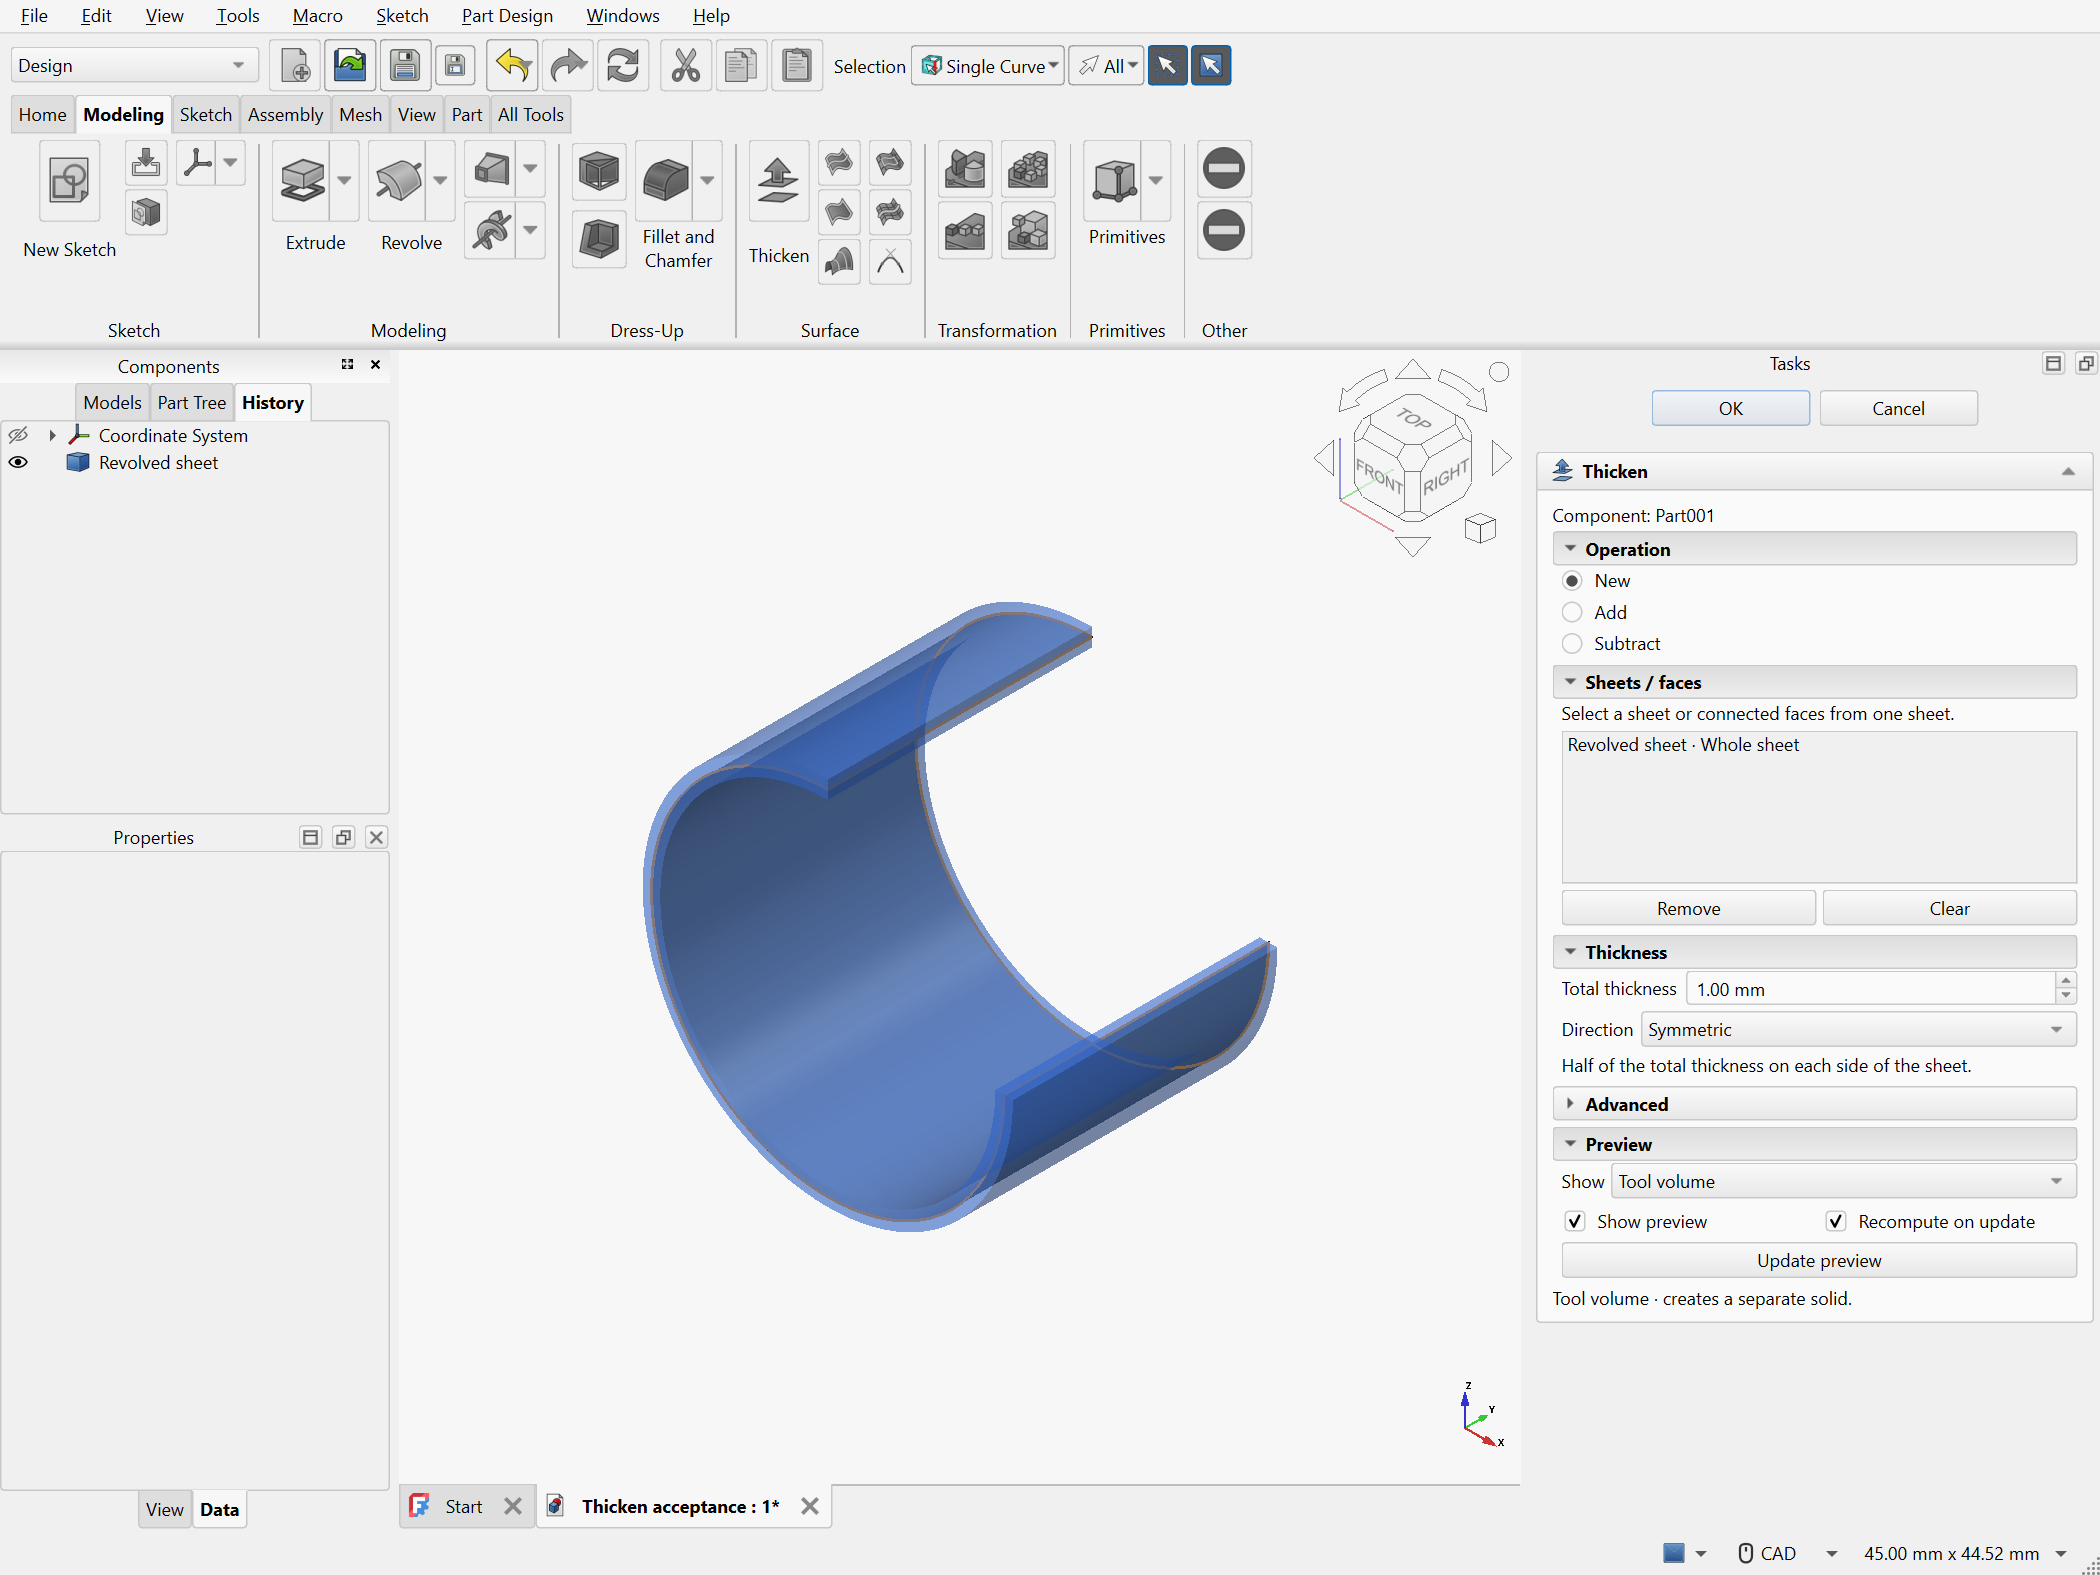 File Edit View Tools Macro Sketch Part Design Windows Help
Design
Selection Single Curve All
Home Modeling Sketch Assembly Mesh View Part All Tools
New Sketch
Extrude
Revolve
Fillet and
Chamfer
Thicken
Primitives
Sketch Modeling Dress-Up Surface Transformation Primitives Other
Components
Models Part Tree History
Coordinate System
Revolved sheet
Properties
View Data
TOP
FRONT
RIGHT
Z
Y
X
Start
Thicken acceptance : 1*
Tasks
OK Cancel
Thicken
Component: Part001
Operation
New
Add
Subtract
Sheets / faces
Select a sheet or connected faces from one sheet.
Revolved sheet · Whole sheet
Remove Clear
Thickness
Total thickness 1.00 mm
Direction Symmetric
Half of the total thickness on each side of the sheet.
Advanced
Preview
Show Tool volume
Show preview Recompute on update
Update preview
Tool volume · creates a separate solid.
CAD 45.00 mm x 44.52 mm